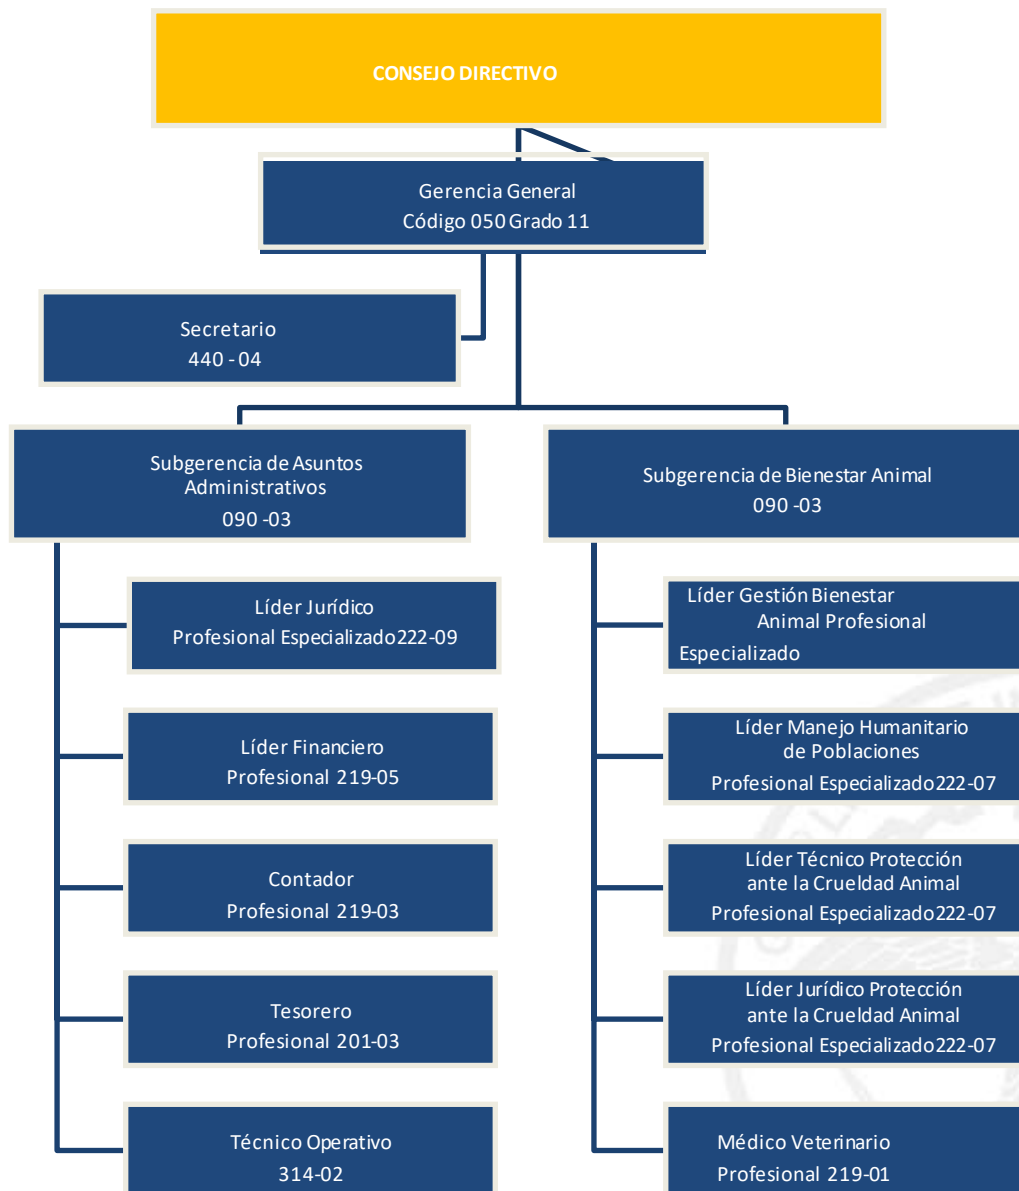 CONSEJO DIRECTIVO
Gerencia General
Código 050 Grado 11
Secretario
440 - 04
Subgerencia de Asuntos
Administrativos
090 -03
Subgerencia de Bienestar Animal
090 -03
Líder Jurídico
Profesional Especializado222-09
Líder Financiero
Profesional 219-05
Contador
Profesional 219-03
Tesorero
Profesional 201-03
Técnico Operativo
314-02
Líder Gestión Bienestar
Animal Profesional
Especializado
Líder Manejo Humanitario
de Poblaciones
Profesional Especializado222-07
Líder Técnico Protección
ante la Crueldad Animal
Profesional Especializado222-07
Líder Jurídico Protección
ante la Crueldad Animal
Profesional Especializado222-07
Médico Veterinario
Profesional 219-01